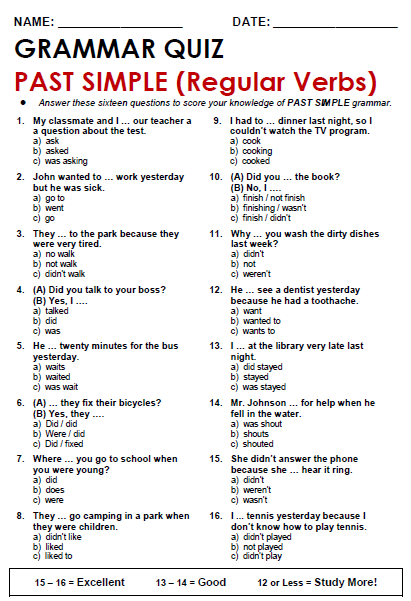 NAME: ___________________ DATE: ___________________
GRAMMAR QUIZ
PAST SIMPLE (Regular Verbs)
● Answer these sixteen questions to score your knowledge of PAST SIMPLE grammar.
1. My classmate and I … our teacher a
a question about the test.
a) ask
b) asked
c) was asking
2. John wanted to … work yesterday
but he was sick.
a) go to
b) went
c) go
3. They … to the park because they
were very tired.
a) no walk
b) not walk
c) didn't walk
4. (A) Did you talk to your boss?
(B) Yes, I ….
a) talked
b) did
c) was
5. He … twenty minutes for the bus
yesterday.
a) waits
b) waited
c) was wait
6. (A) … they fix their bicycles?
(B) Yes, they ….
a) Did / did
b) Were / did
c) Did / fixed
7. Where … you go to school when
you were young?
a) did
b) does
c) were
8. They … go camping in a park when
they were children.
a) didn't like
b) liked
c) liked to
9. I had to … dinner last night, so I
couldn't watch the TV program.
a) cook
b) cooking
c) cooked
10. (A) Did you … the book?
(B) No, I ….
a) finish / not finish
b) finishing / wasn't
c) finish / didn't
11. Why … you wash the dirty dishes
last week?
a) didn't
b) not
c) weren't
12. He … see a dentist yesterday
because he had a toothache.
a) want
b) wanted to
c) wants to
13. I … at the library very late last
night.
a) did stayed
b) stayed
c) was stayed
14. Mr. Johnson … for help when he
fell in the water.
a) was shout
b) shouts
c) shouted
15. She didn't answer the phone
because she … hear it ring.
a) didn't
b) weren't
c) wasn't
16. I … tennis yesterday because I
don't know how to play tennis.
a) didn't played
b) not played
c) didn't play
15 – 16 = Excellent 13 – 14 = Good 12 or Less = Study More!